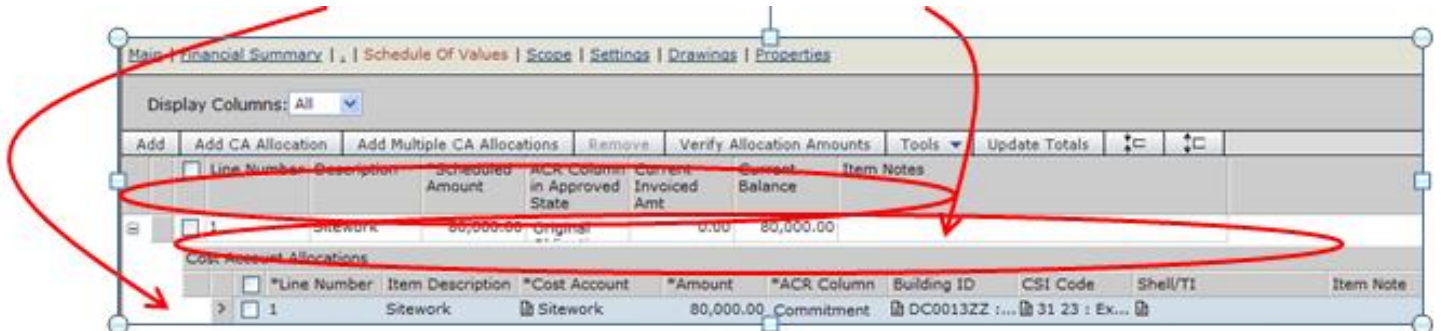 Main | Financial Summary | . | Schedule Of Values | Scope | Settings | Drawings | Properties
Display Columns: All
Add Add CA Allocation Add Multiple CA Allocations Remove Verify Allocation Amounts Tools Update Totals
Line Number Description *Scheduled Amount ACR Column in Approved State Current Invoiced Amt Current Balance Item Notes
1 Sitework 80,000.00 Original 0.00 80,000.00
Cost Account Allocations
*Line Number Item Description *Cost Account *Amount *ACR Column Building ID CSI Code Shell/TI Item Note
> 1 Sitework Sitework 80,000.00 Commitment DC0013ZZ :... 31 23 : Ex...